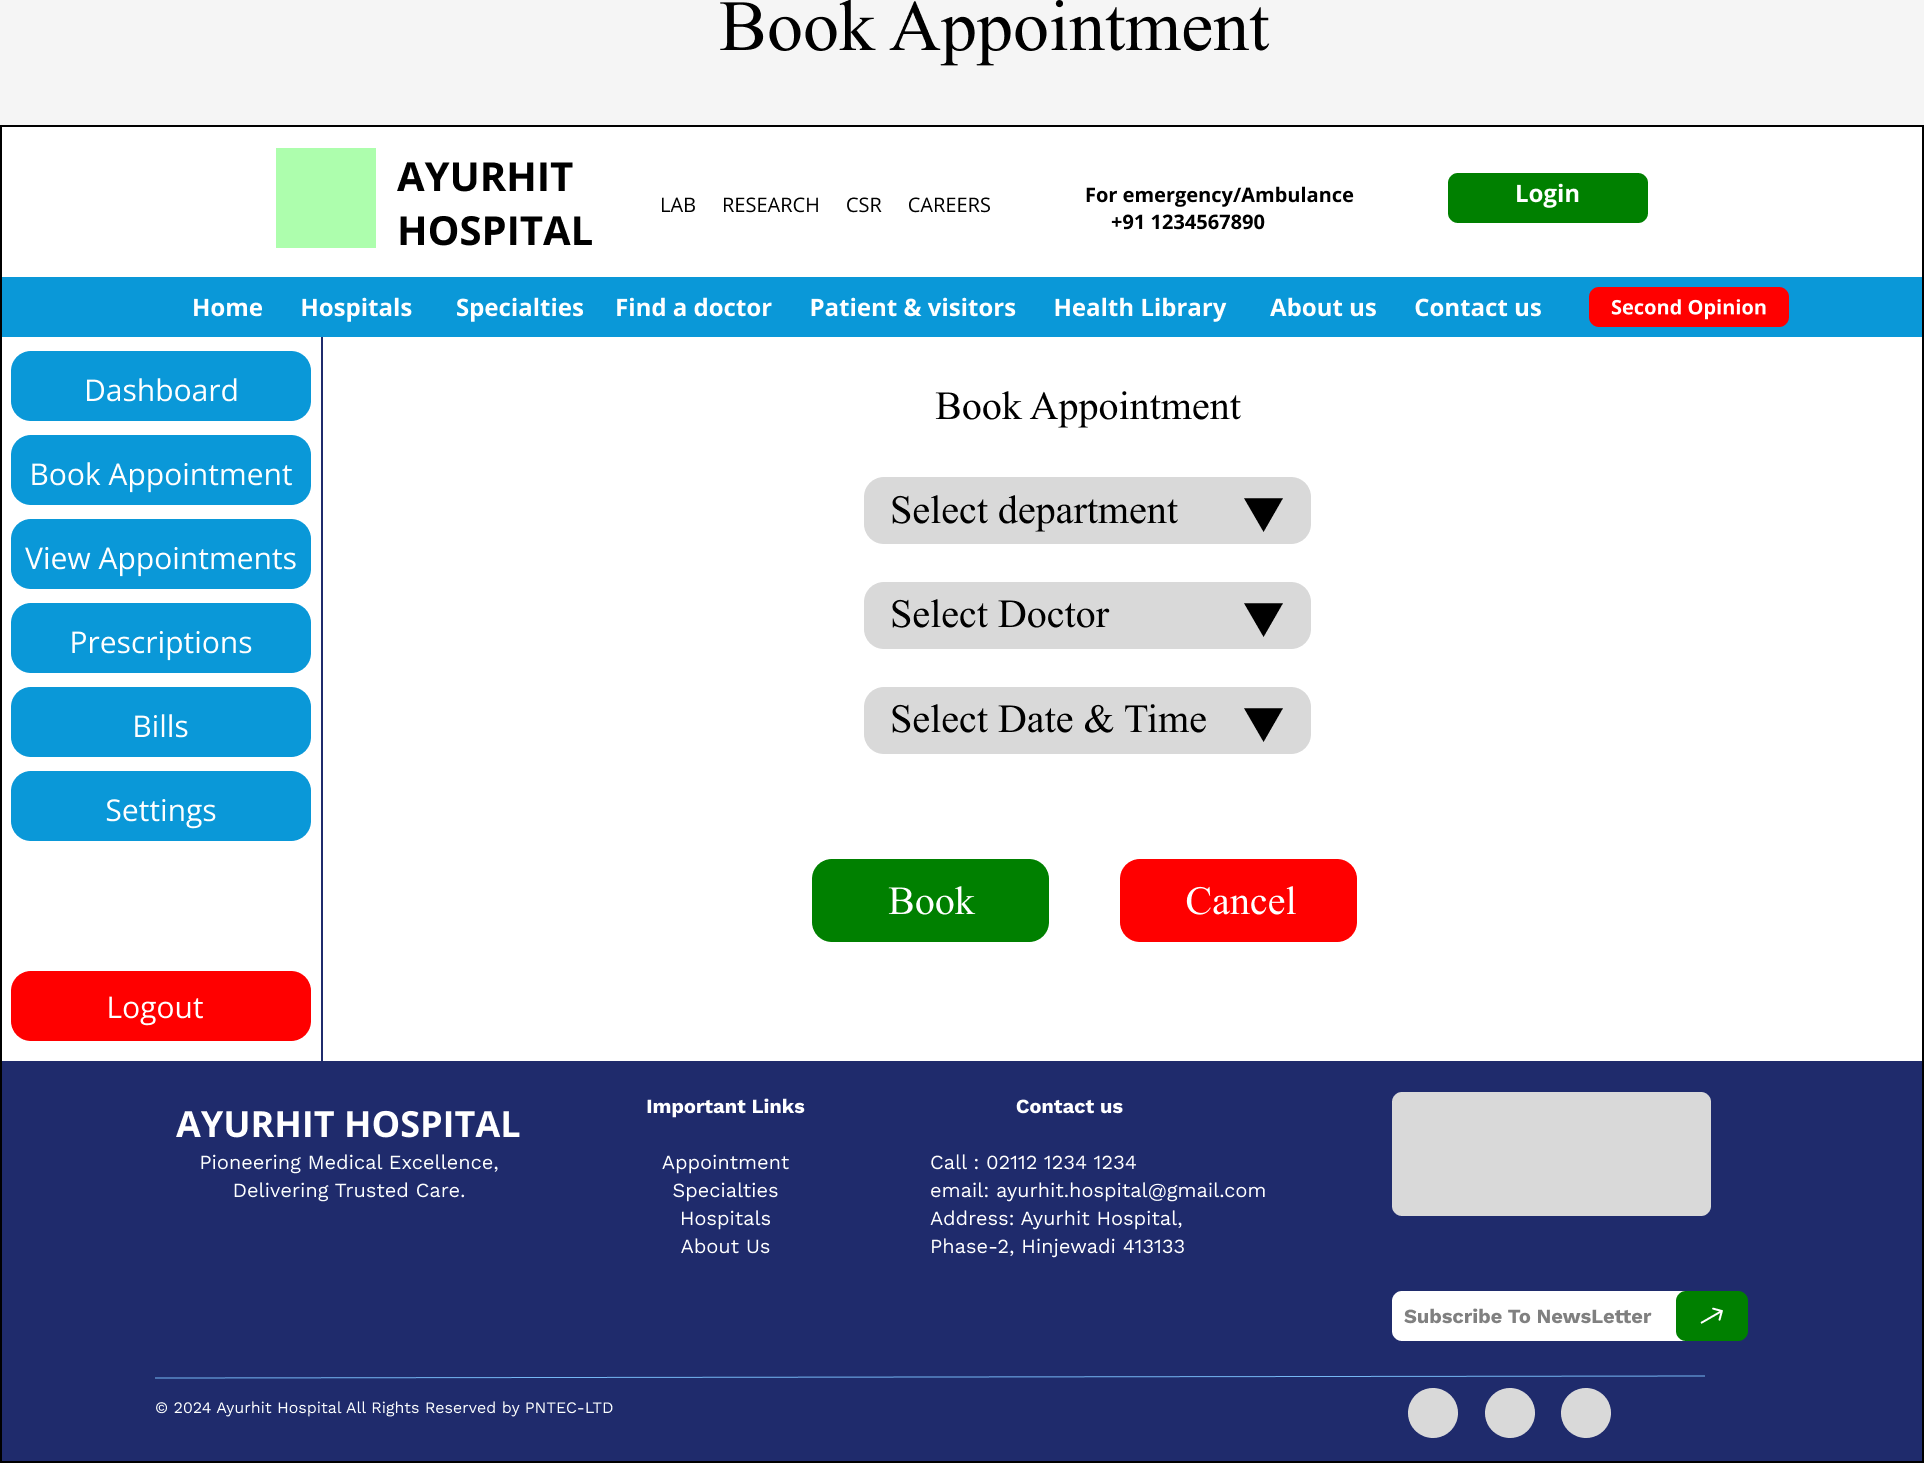 Book Appointment
AYURHIT
HOSPITAL
LAB RESEARCH CSR CAREERS
For emergency/Ambulance
+91 1234567890
Login
Home Hospitals Specialties Find a doctor Patient & visitors Health Library About us Contact us Second Opinion
Dashboard
Book Appointment
View Appointments
Prescriptions
Bills
Settings
Logout
Book Appointment
Select department
Select Doctor
Select Date & Time
Book Cancel
AYURHIT HOSPITAL
Pioneering Medical Excellence,
Delivering Trusted Care.
Important Links
Appointment
Specialties
Hospitals
About Us
Contact us
Call : 02112 1234 1234
email: ayurhit.hospital@gmail.com
Address: Ayurhit Hospital,
Phase-2, Hinjewadi 413133
Subscribe To NewsLetter
© 2024 Ayurhit Hospital All Rights Reserved by PNTEC-LTD